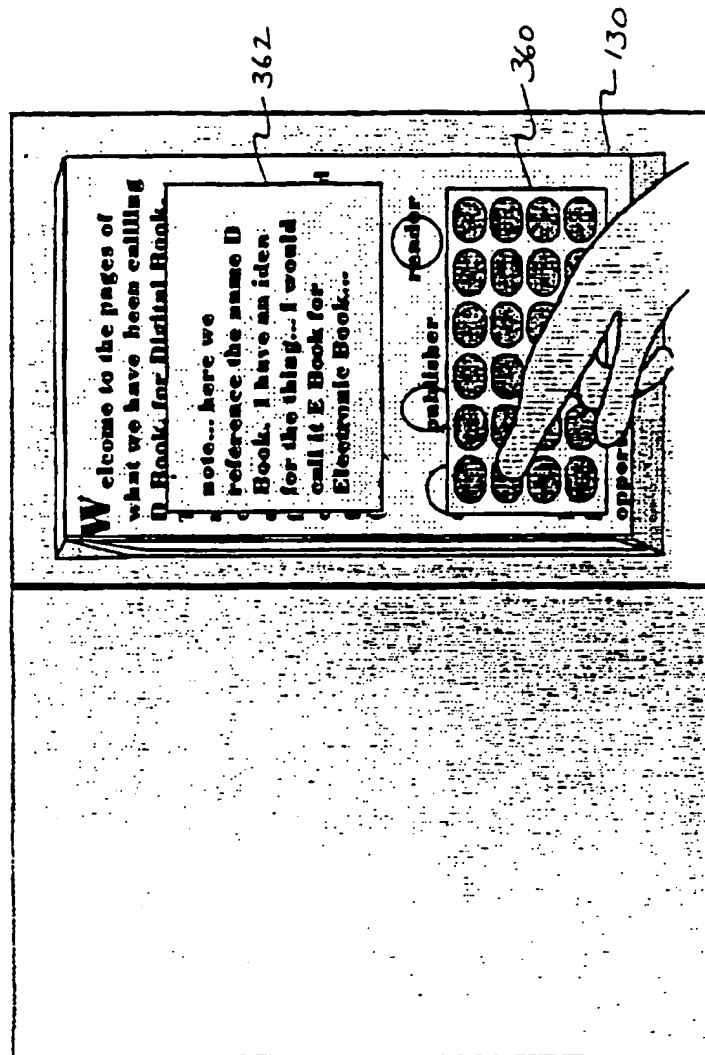 Welcome to the pages of
what we have been callling
D Book, for Digital Book.
note... here we
reference the name D
Book. I have an iden
for the thing... I would
call it E Book for
Electronic Book...
H
publisher
reader
opport
362
360
130